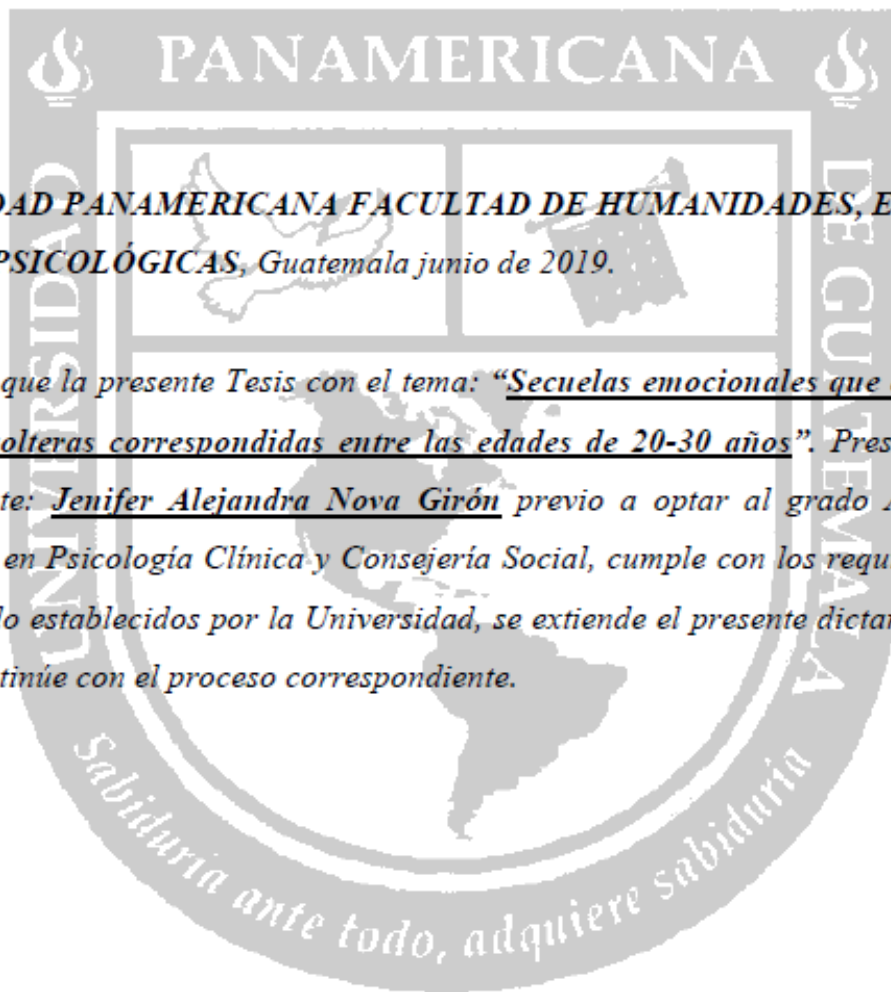 PANAMERICANA
UNIVERSIDAD
DE GUATEMALA
DAD PANAMERICANA FACULTAD DE HUMANIDADES, E
PSICOLÓGICAS, Guatemala junio de 2019.
que la presente Tesis con el tema: “Secuelas emocionales que
olteras correspondidas entre las edades de 20-30 años”. Pres
te: Jenifer Alejandra Nova Girón previo a optar al grado A
en Psicología Clínica y Consejería Social, cumple con los requ
lo establecidos por la Universidad, se extiende el presente dictar
tinúe con el proceso correspondiente.
Sabiduría ante todo, adquiere sabiduría